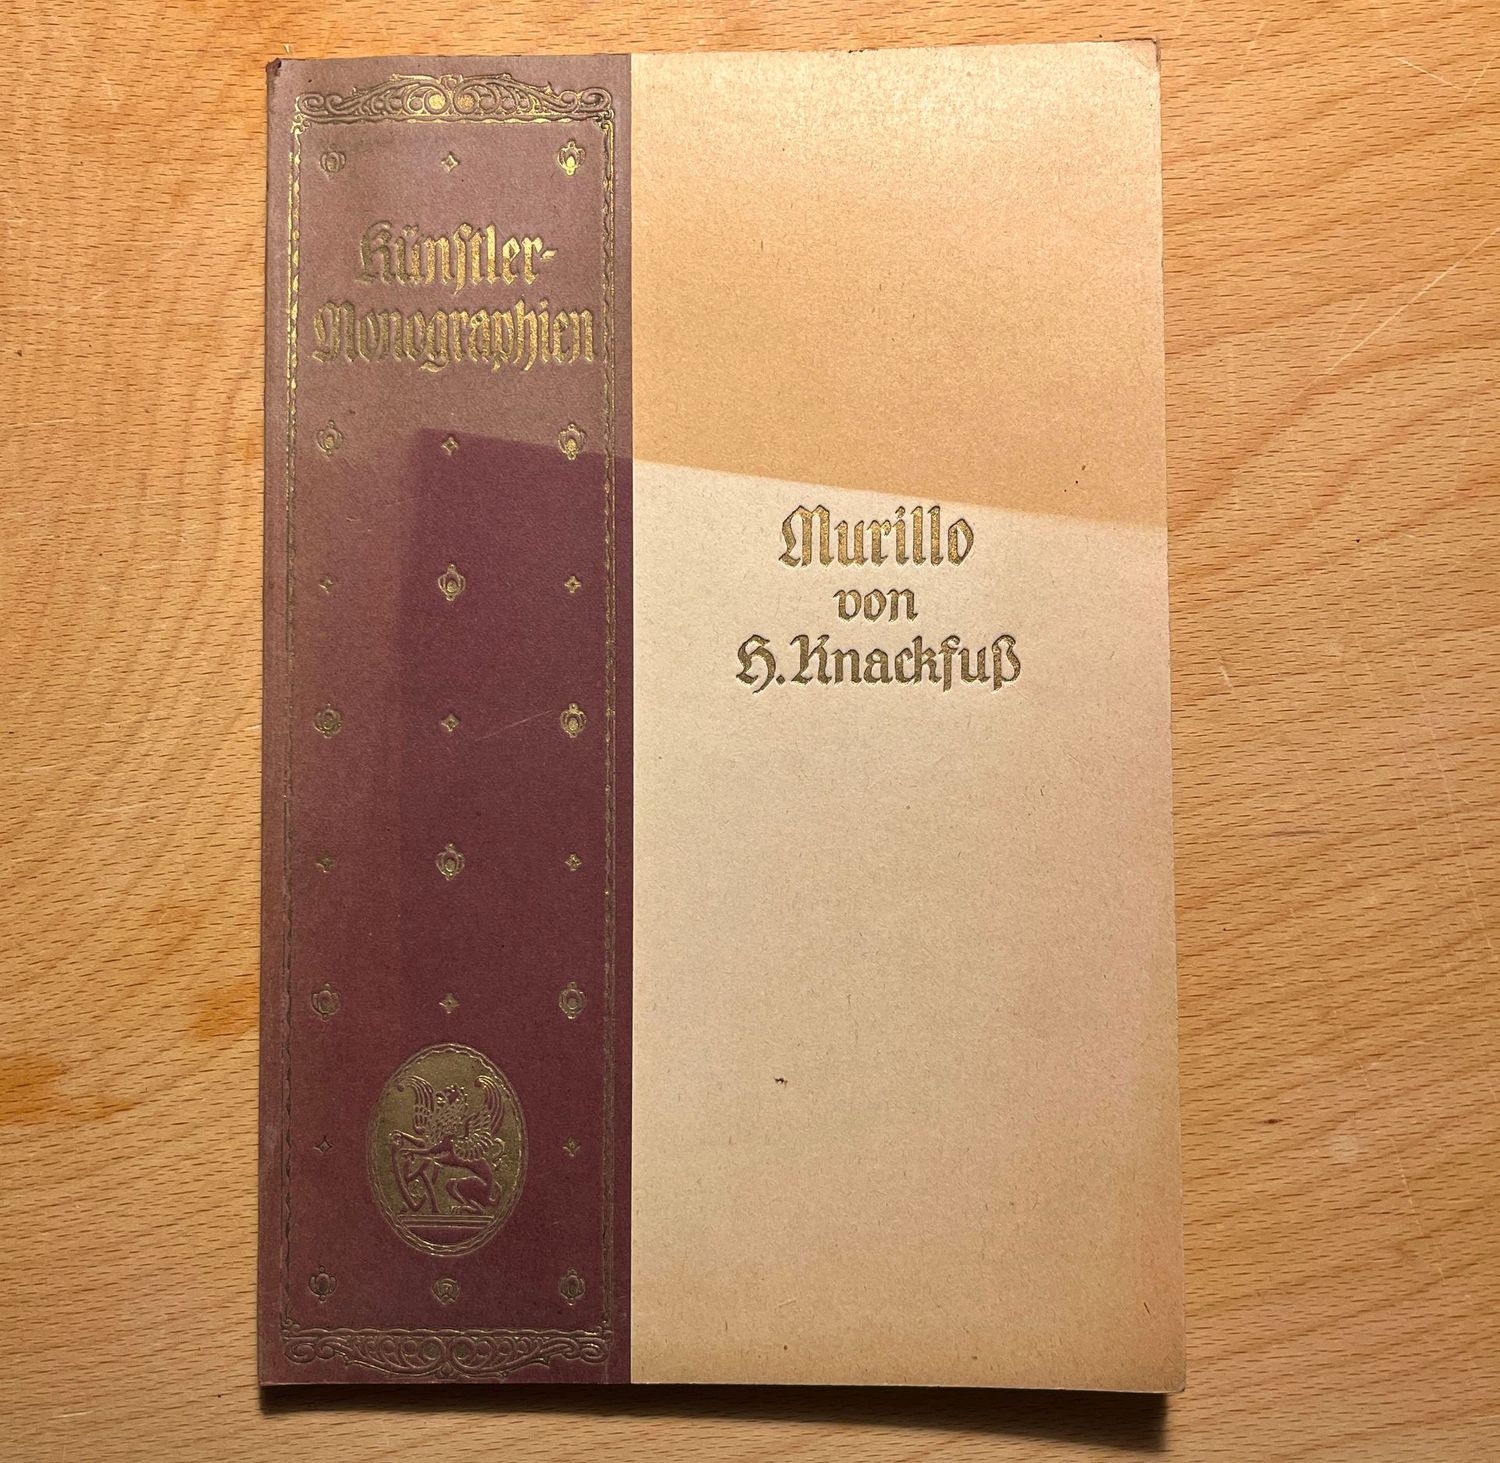 Künstler-
Monographien
Murillo
von
H. Knackfuß